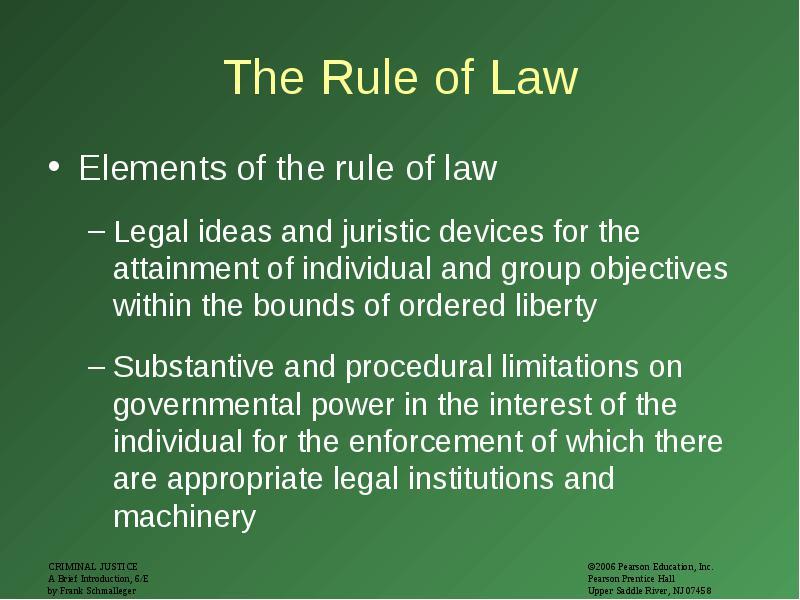 The Rule of Law
• Elements of the rule of law
– Legal ideas and juristic devices for the
attainment of individual and group objectives
within the bounds of ordered liberty
– Substantive and procedural limitations on
governmental power in the interest of the
individual for the enforcement of which there
are appropriate legal institutions and
machinery
CRIMINAL JUSTICE
A Brief Introduction, 6/E
by Frank Schmalleger
©2006 Pearson Education, Inc.
Pearson Prentice Hall
Upper Saddle River, NJ 07458